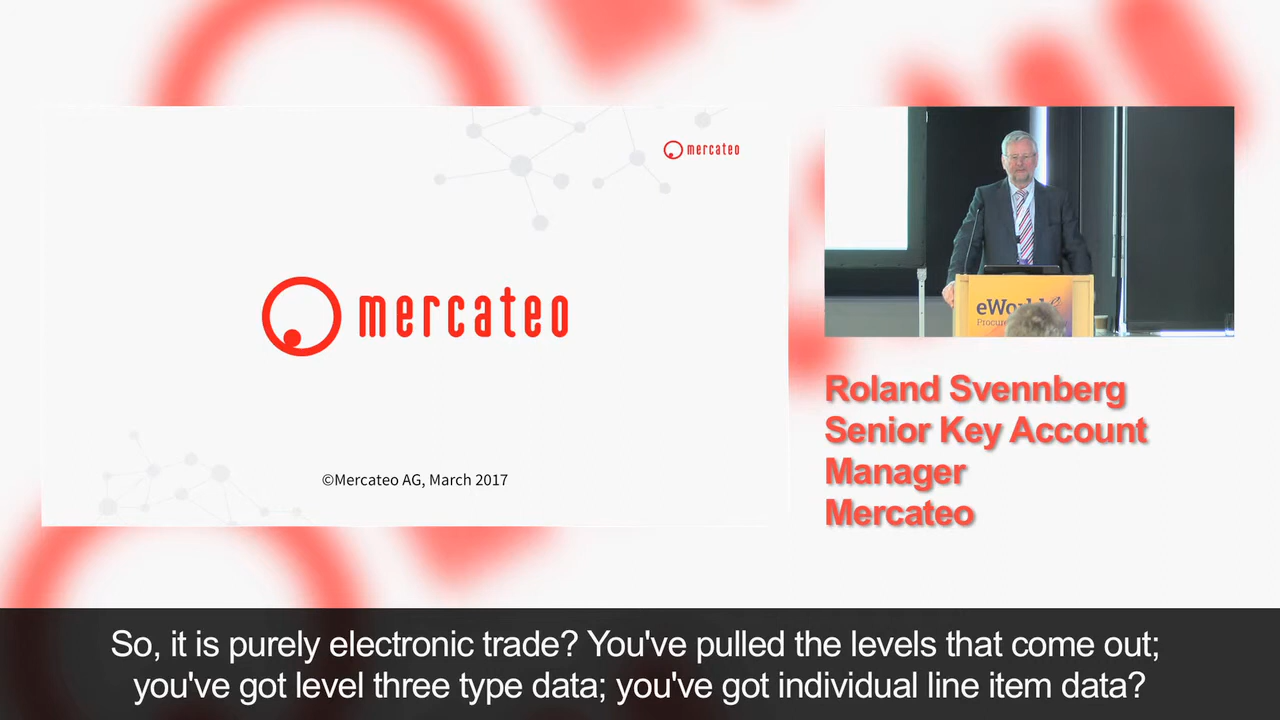 mercateo
mercateo
©Mercateo AG, March 2017
eWorld
Roland Svennberg
Senior Key Account
Manager
Mercateo
So, it is purely electronic trade? You've pulled the levels that come out;
you've got level three type data; you've got individual line item data?